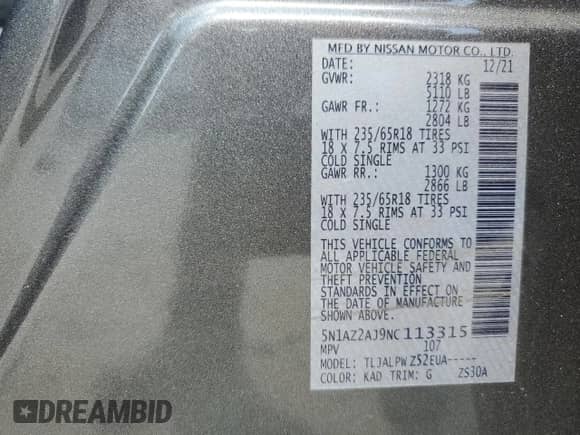 MFD BY NISSAN MOTOR CO., LTD.
DATE: 12/21
GVWR: 2318 KG
5110 LB
GAWR FR.: 1272 KG
2804 LB
WITH 235/65R18 TIRES
18 X 7.5 RIMS AT 33 PSI
COLD SINGLE
GAWR RR.: 1300 KG
2866 LB
WITH 235/65R18 TIRES
18 X 7.5 RIMS AT 33 PSI
COLD SINGLE
THIS VEHICLE CONFORMS TO
ALL APPLICABLE FEDERAL
MOTOR VEHICLE SAFETY AND
THEFT PREVENTION
STANDARDS IN EFFECT ON
THE DATE OF MANUFACTURE
SHOWN ABOVE.
5N1AZ2AJ9NC113315
MPV 107
MODEL: TLJALPWZ52EUA-----
COLOR: KAD TRIM: G ZS30A
DREAMBID